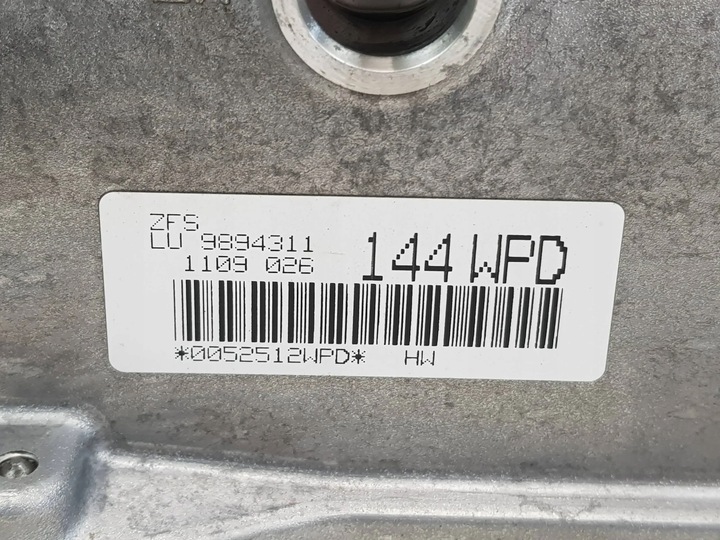 ZFS
LU 9894311
1109 026
144 WPD
*0052512WPD* HW